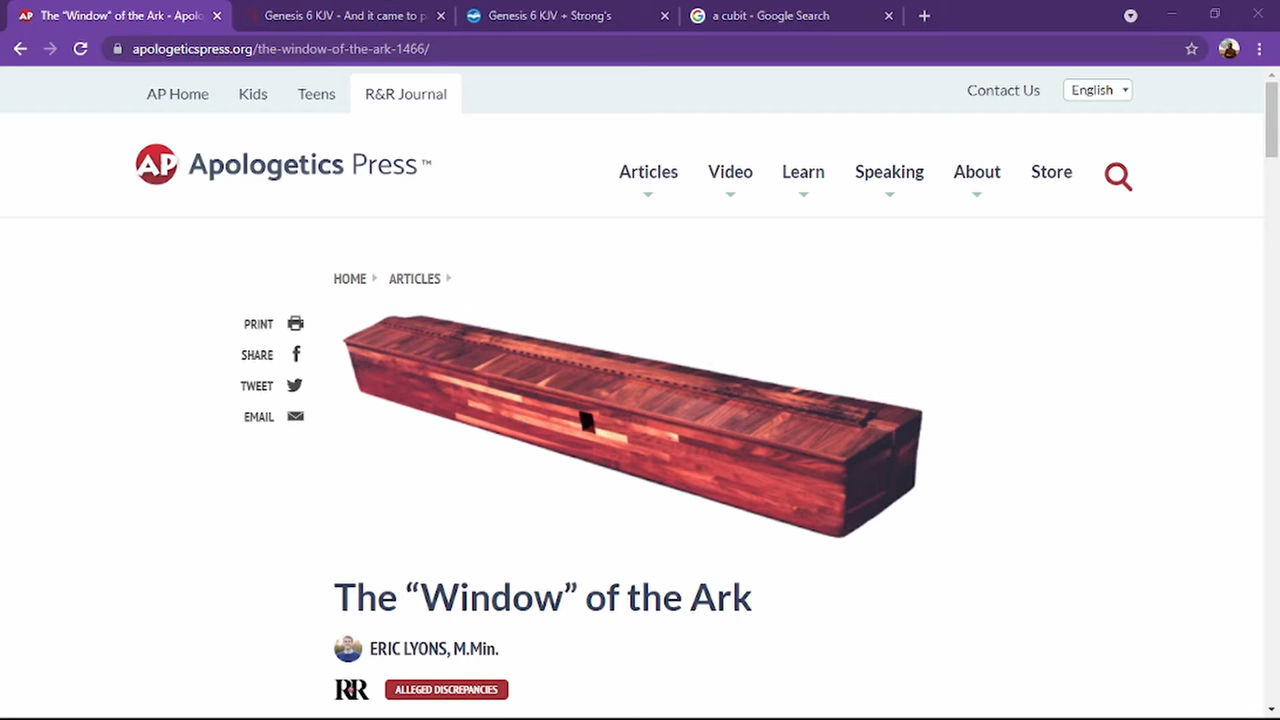 The "Window" of the Ark - Apolo
Genesis 6 KJV - And it came to p
Genesis 6 KJV + Strong's
a cubit - Google Search
apologeticspress.org/the-window-of-the-ark-1466/
AP Home Kids Teens R&R Journal Contact Us English
AP Apologetics Press™
Articles Video Learn Speaking About Store
HOME ARTICLES
PRINT
SHARE
TWEET
EMAIL
The “Window” of the Ark
ERIC LYONS, M.Min.
R&R ALLEGED DISCREPANCIES